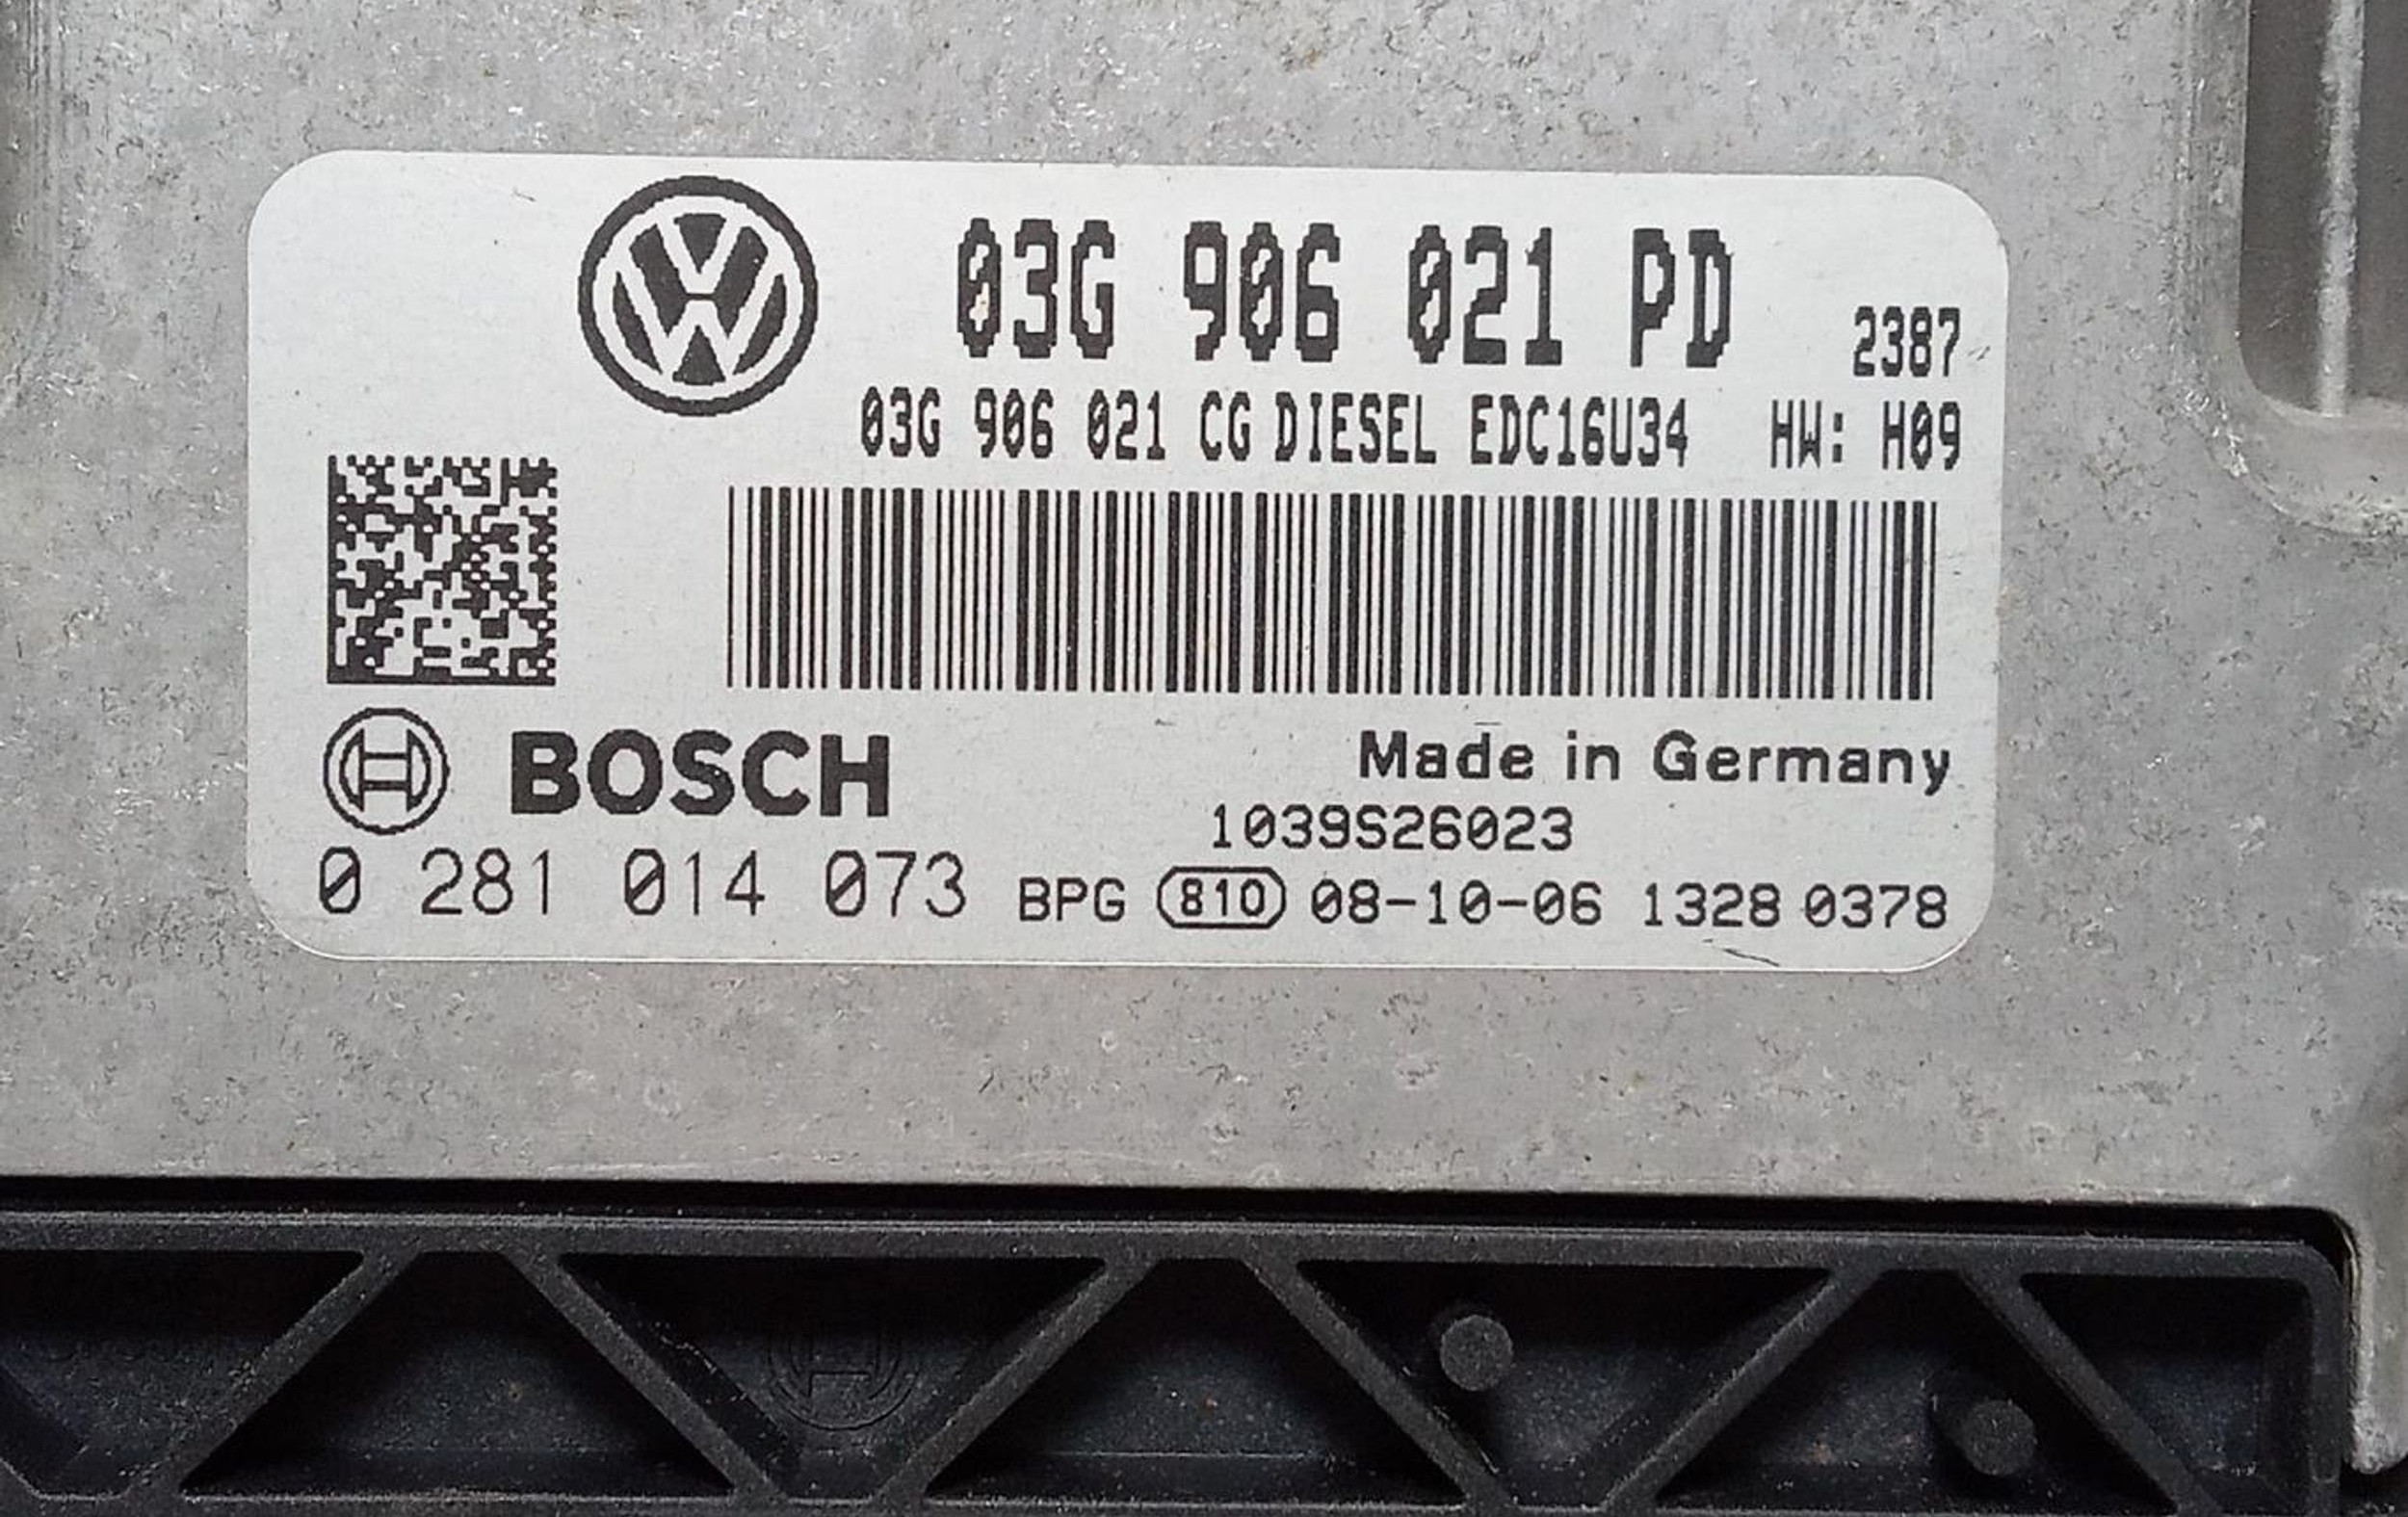 03G 906 021 PD
2387
03G 906 021 CG DIESEL EDC16U34 HW: H09
BOSCH
Made in Germany
1039S26023
0 281 014 073 BPG 810 08-10-06 1328 0378